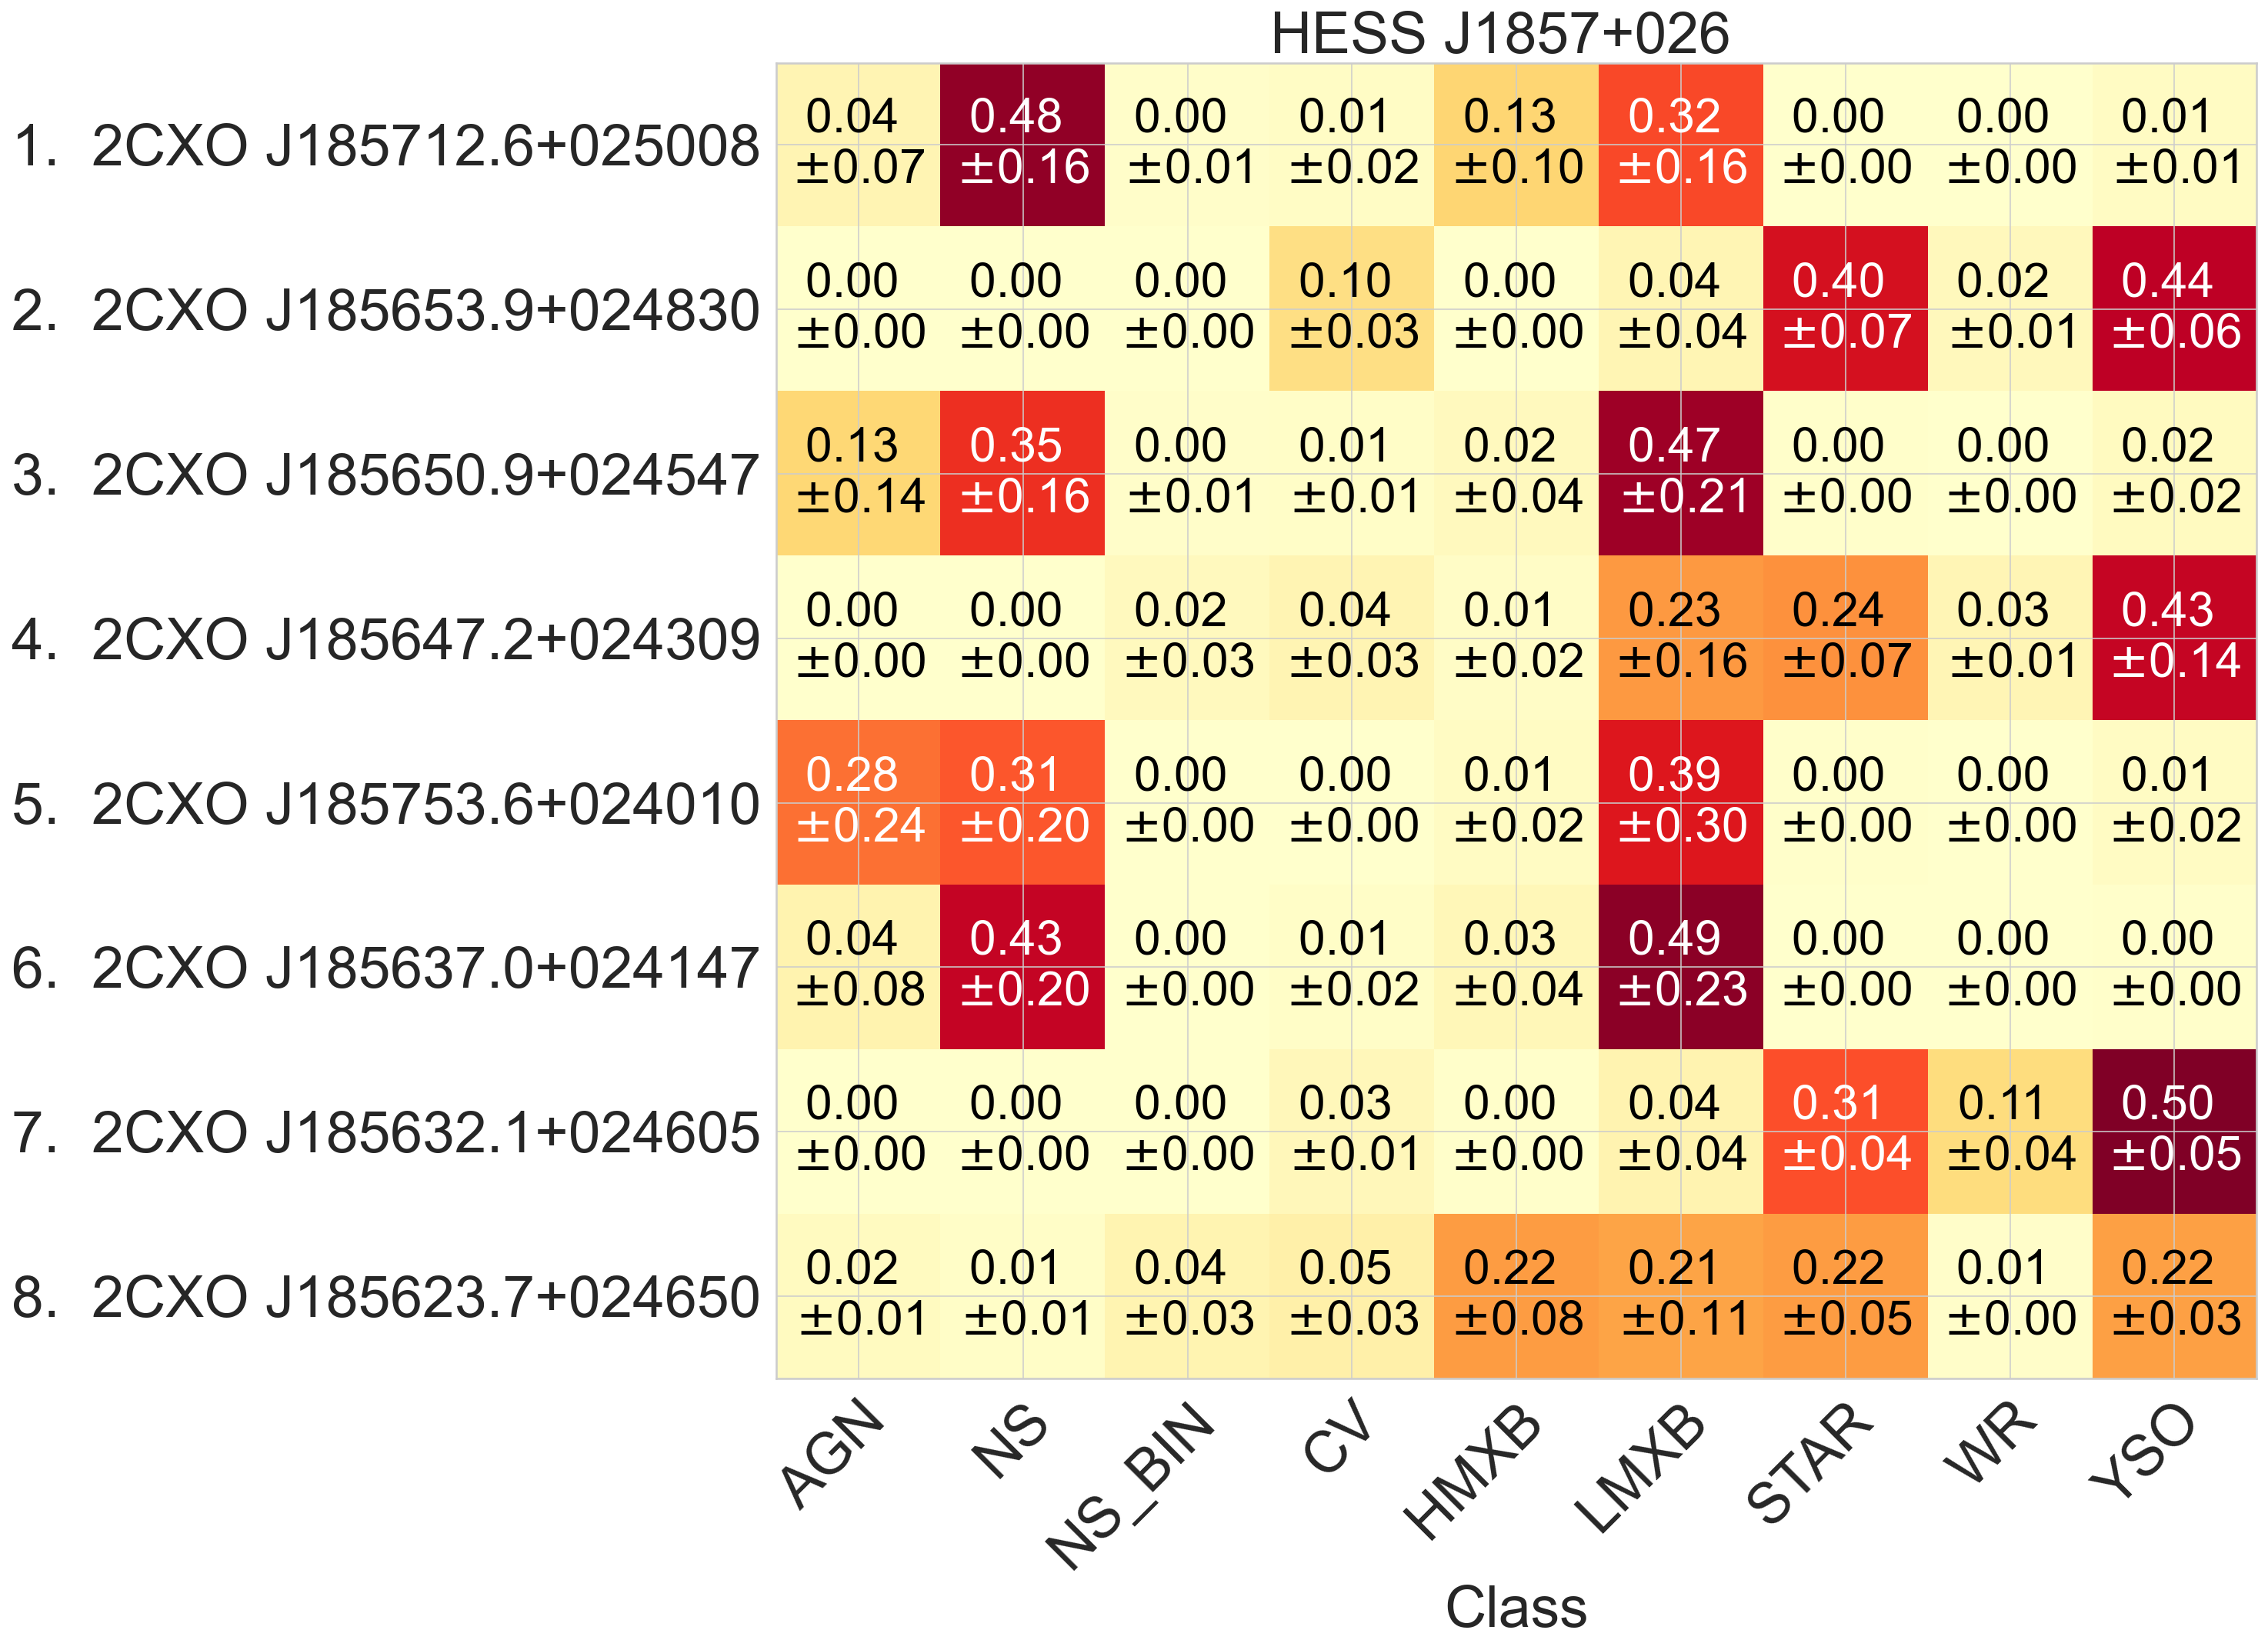 HESS J1857+026
1. 2CXO J185712.6+025008 0.04 0.48 0.00 0.01 0.13 0.32 0.00 0.00 0.01
±0.07 ±0.16 ±0.01 ±0.02 ±0.10 ±0.16 ±0.00 ±0.00 ±0.01
2. 2CXO J185653.9+024830 0.00 0.00 0.00 0.10 0.00 0.04 0.40 0.02 0.44
±0.00 ±0.00 ±0.00 ±0.03 ±0.00 ±0.04 ±0.07 ±0.01 ±0.06
3. 2CXO J185650.9+024547 0.13 0.35 0.00 0.01 0.02 0.47 0.00 0.00 0.02
±0.14 ±0.16 ±0.01 ±0.01 ±0.04 ±0.21 ±0.00 ±0.00 ±0.02
4. 2CXO J185647.2+024309 0.00 0.00 0.02 0.04 0.01 0.23 0.24 0.03 0.43
±0.00 ±0.00 ±0.03 ±0.03 ±0.02 ±0.16 ±0.07 ±0.01 ±0.14
5. 2CXO J185753.6+024010 0.28 0.31 0.00 0.00 0.01 0.39 0.00 0.00 0.01
±0.24 ±0.20 ±0.00 ±0.00 ±0.02 ±0.30 ±0.00 ±0.00 ±0.02
6. 2CXO J185637.0+024147 0.04 0.43 0.00 0.01 0.03 0.49 0.00 0.00 0.00
±0.08 ±0.20 ±0.00 ±0.02 ±0.04 ±0.23 ±0.00 ±0.00 ±0.00
7. 2CXO J185632.1+024605 0.00 0.00 0.00 0.03 0.00 0.04 0.31 0.11 0.50
±0.00 ±0.00 ±0.00 ±0.01 ±0.00 ±0.04 ±0.04 ±0.04 ±0.05
8. 2CXO J185623.7+024650 0.02 0.01 0.04 0.05 0.22 0.21 0.22 0.01 0.22
±0.01 ±0.01 ±0.03 ±0.03 ±0.08 ±0.11 ±0.05 ±0.00 ±0.03
AGN NS NS_BIN CV HMXB LMXB STAR WR YSO
Class